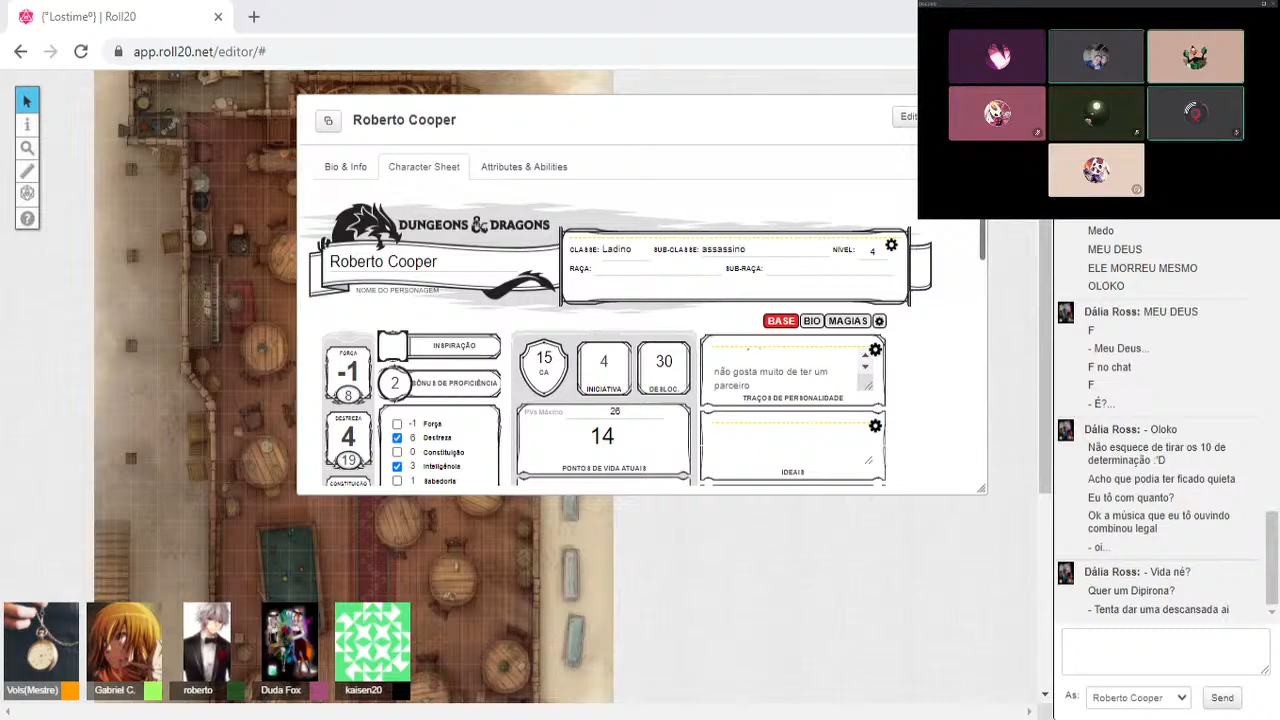 {°Lostimeº} | Roll20
app.roll20.net/editor/#
Roberto Cooper
Edit
Bio & Info
Character Sheet
Attributes & Abilities
DUNGEONS & DRAGONS
Roberto Cooper
NOME DO PERSONAGEM
CLASSE: Ladino SUB-CLASSE: assassino NÍVEL: 4
RAÇA: SUB-RAÇA:
BASE BIO MAGIAS
FORÇA
-1
8
DESTREZA
4
19
CONSTITUIÇÃO
INSPIRAÇÃO
2 BÔNUS DE PROFICIÊNCIA
-1 Força
6 Destreza
0 Constituição
3 Inteligência
1 Sabedoria
15
CA
4
INICIATIVA
30
DESLOC.
PVs Máximo 26
14
PONTOS DE VIDA ATUAIS
não gosta muito de ter um
parceiro
TRAÇOS DE PERSONALIDADE
IDEAIS
Medo
MEU DEUS
ELE MORREU MESMO
OLOKO
Dália Ross: MEU DEUS
F
- Meu Deus...
F no chat
F
- É?...
Dália Ross: - Oloko
Não esquece de tirar os 10 de
determinação :'D
Acho que podia ter ficado quieta
Eu tô com quanto?
Ok a música que eu tô ouvindo
combinou legal
- oi...
Dália Ross: - Vida né?
Quer um Dipirona?
- Tenta dar uma descansada ai
As: Roberto Cooper Send
Vols(Mestre)
Gabriel C.
roberto
Duda Fox
kaisen20